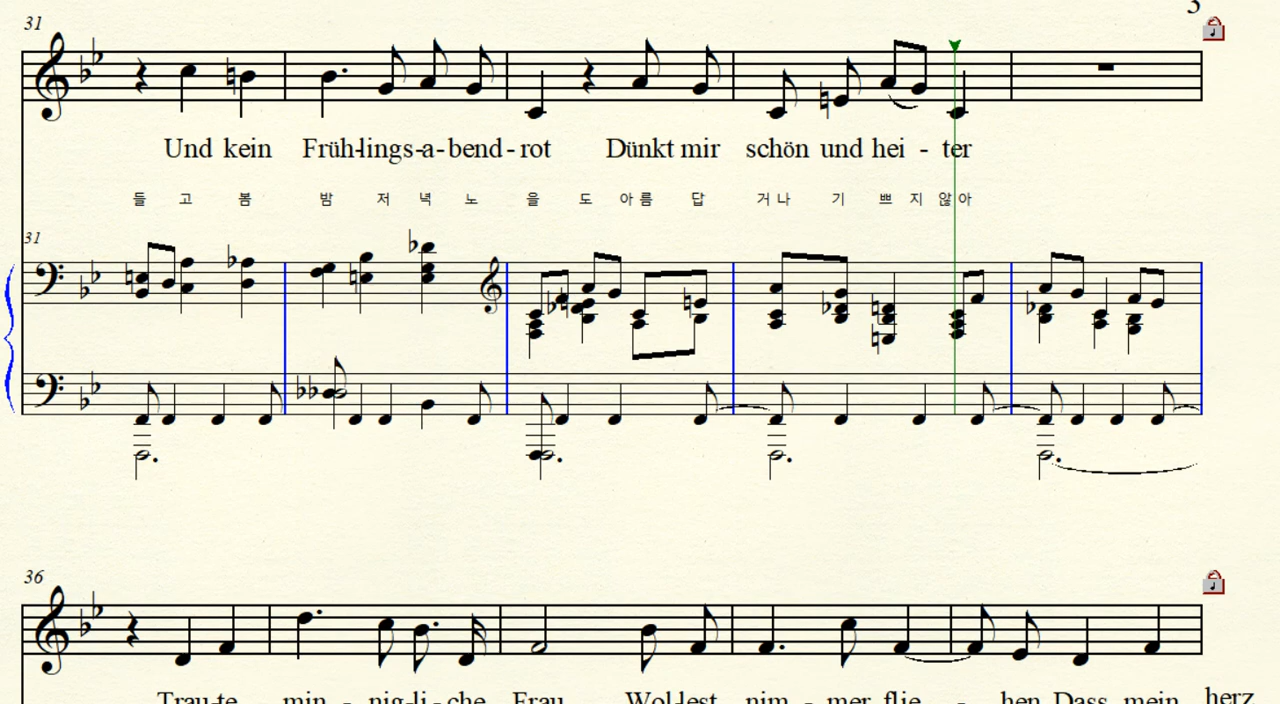 3
31
Und kein Früh-lings-a-bend-rot Dünkt mir schön und hei - ter
들 고 봄 밤 저 녁 노 을 도 아 름 답 거 나 기 쁘 지 않 아
31
36
Trau-te min - nig-li-che Frau Wol-lest nim - mer flie - hen Dass mein herz